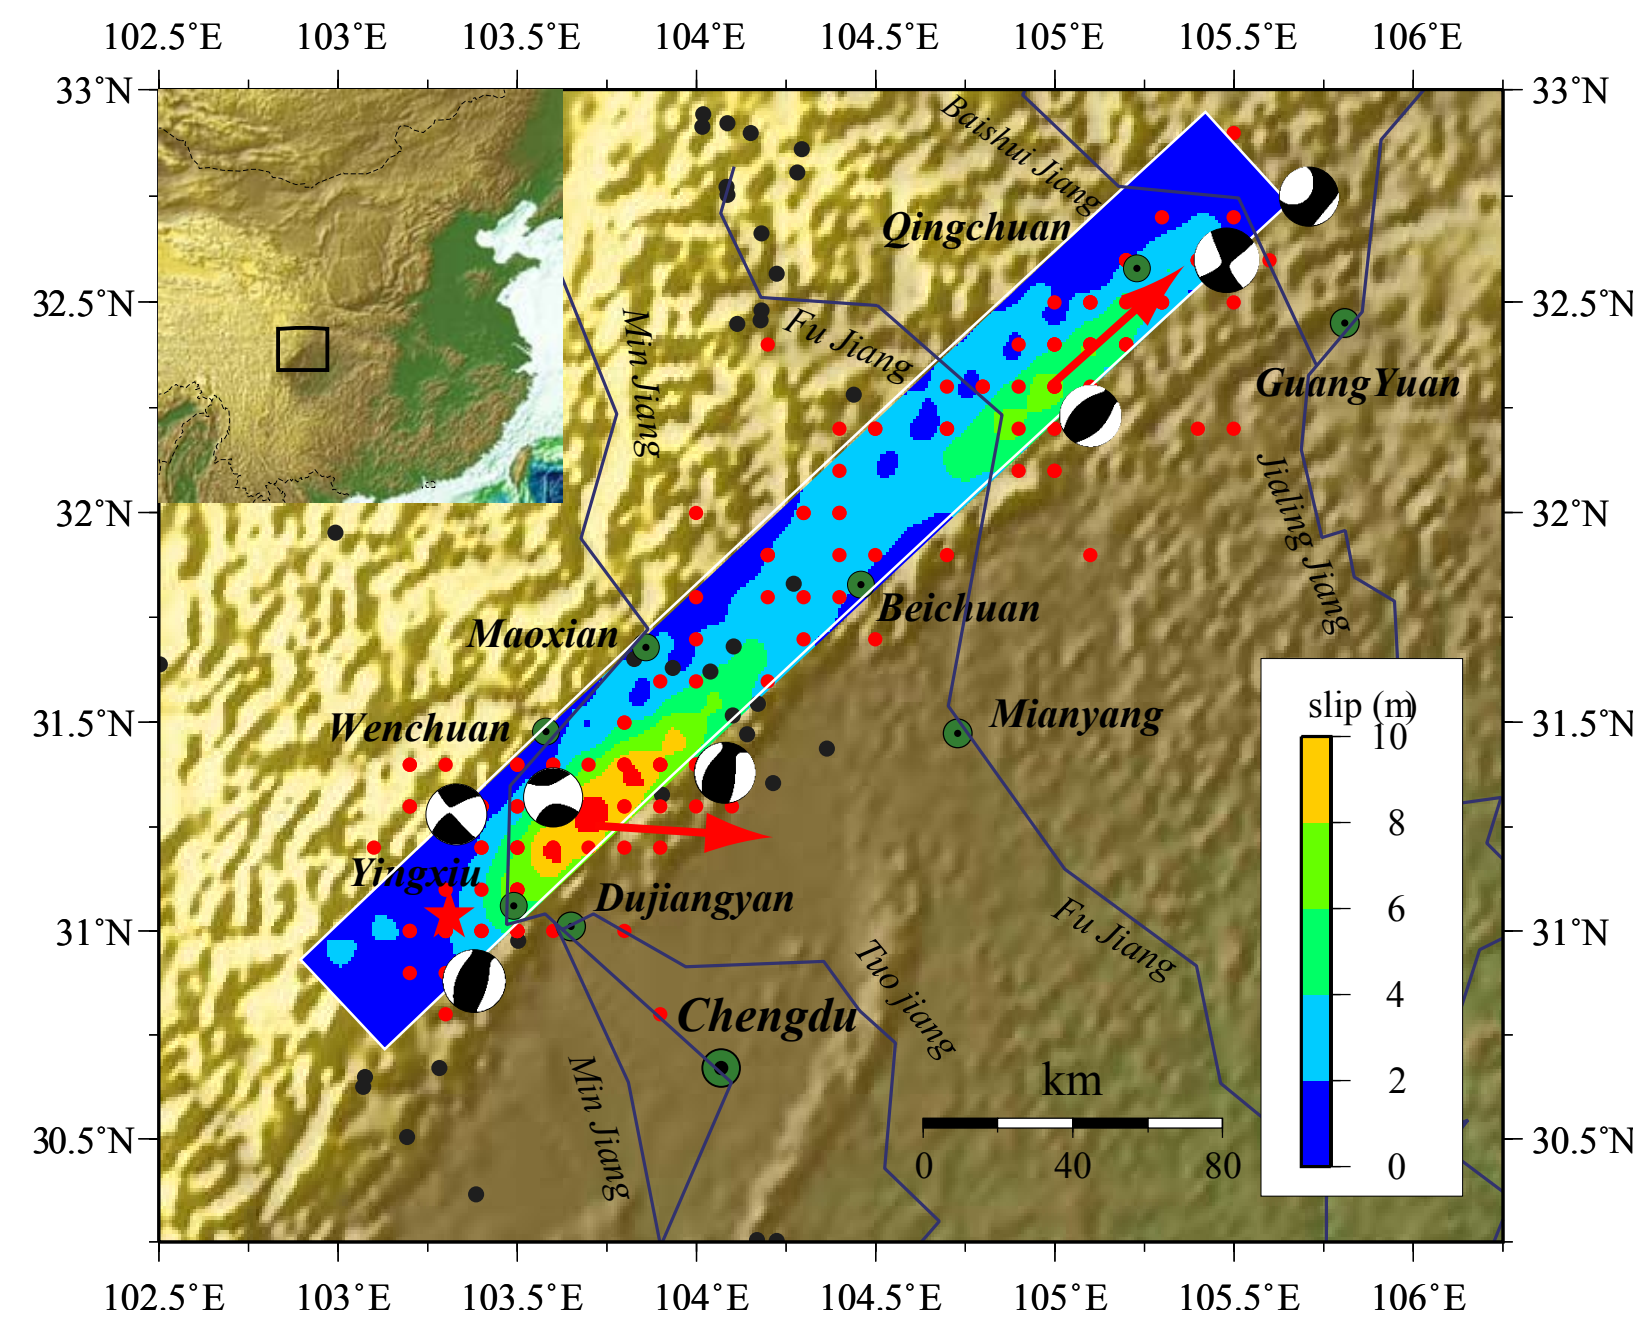 102.5˚E 103˚E 103.5˚E 104˚E 104.5˚E 105˚E 105.5˚E 106˚E
33˚N 33˚N
Baishui Jiang
Qingchuan
32.5˚N 32.5˚N
Min Jiang
Fu Jiang
GuangYuan
Jialing Jiang
32˚N 32˚N
Beichuan
Maoxian
Wenchuan
Mianyang
31.5˚N 31.5˚N
slip (m)
10
8
6
4
2
0
Yingxiu
Dujiangyan
31˚N 31˚N
Fu Jiang
Tuo jiang
Chengdu
Min Jiang
km
0 40 80
30.5˚N 30.5˚N
102.5˚E 103˚E 103.5˚E 104˚E 104.5˚E 105˚E 105.5˚E 106˚E